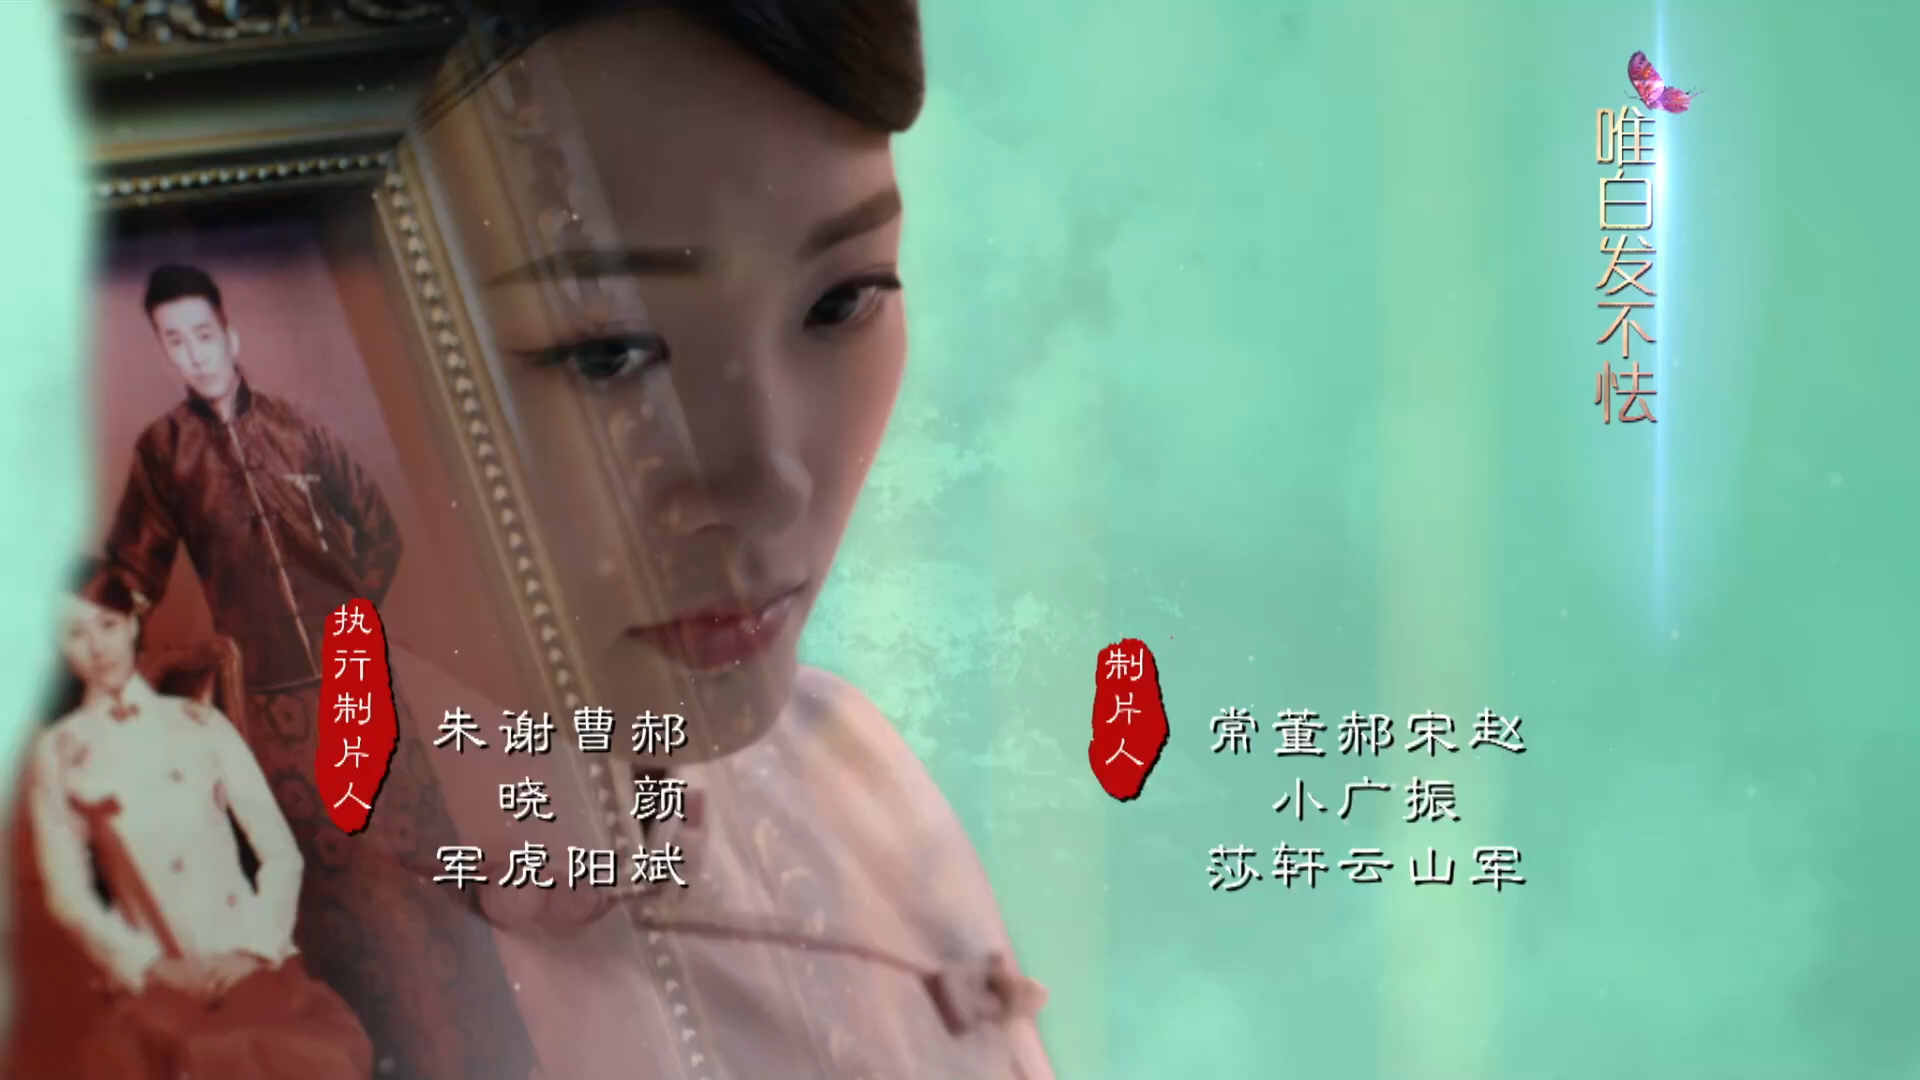 唯白发不怯
执行制片人
朱晓军
谢虎
曹阳
郝颜斌
制片人
常莎
董小轩
郝广云
宋振山
赵军